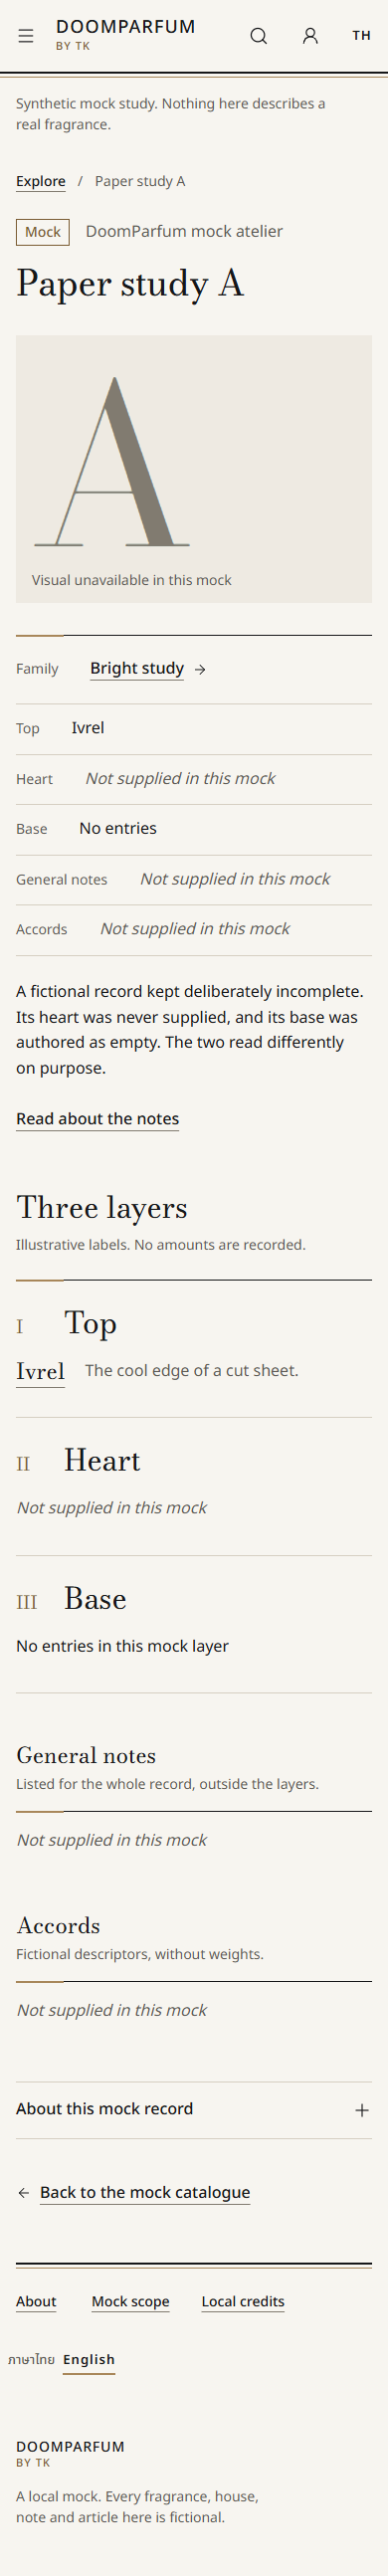 DOOMPARFUM
BY TK
TH
Synthetic mock study. Nothing here describes a
real fragrance.
Explore / Paper study A
Mock DoomParfum mock atelier
Paper study A
A
Visual unavailable in this mock
Family Bright study →
Top Ivrel
Heart Not supplied in this mock
Base No entries
General notes Not supplied in this mock
Accords Not supplied in this mock
A fictional record kept deliberately incomplete.
Its heart was never supplied, and its base was
authored as empty. The two read differently
on purpose.
Read about the notes
Three layers
Illustrative labels. No amounts are recorded.
I Top
Ivrel The cool edge of a cut sheet.
II Heart
Not supplied in this mock
III Base
No entries in this mock layer
General notes
Listed for the whole record, outside the layers.
Not supplied in this mock
Accords
Fictional descriptors, without weights.
Not supplied in this mock
About this mock record +
← Back to the mock catalogue
About Mock scope Local credits
ภาษาไทย English
DOOMPARFUM
BY TK
A local mock. Every fragrance, house,
note and article here is fictional.